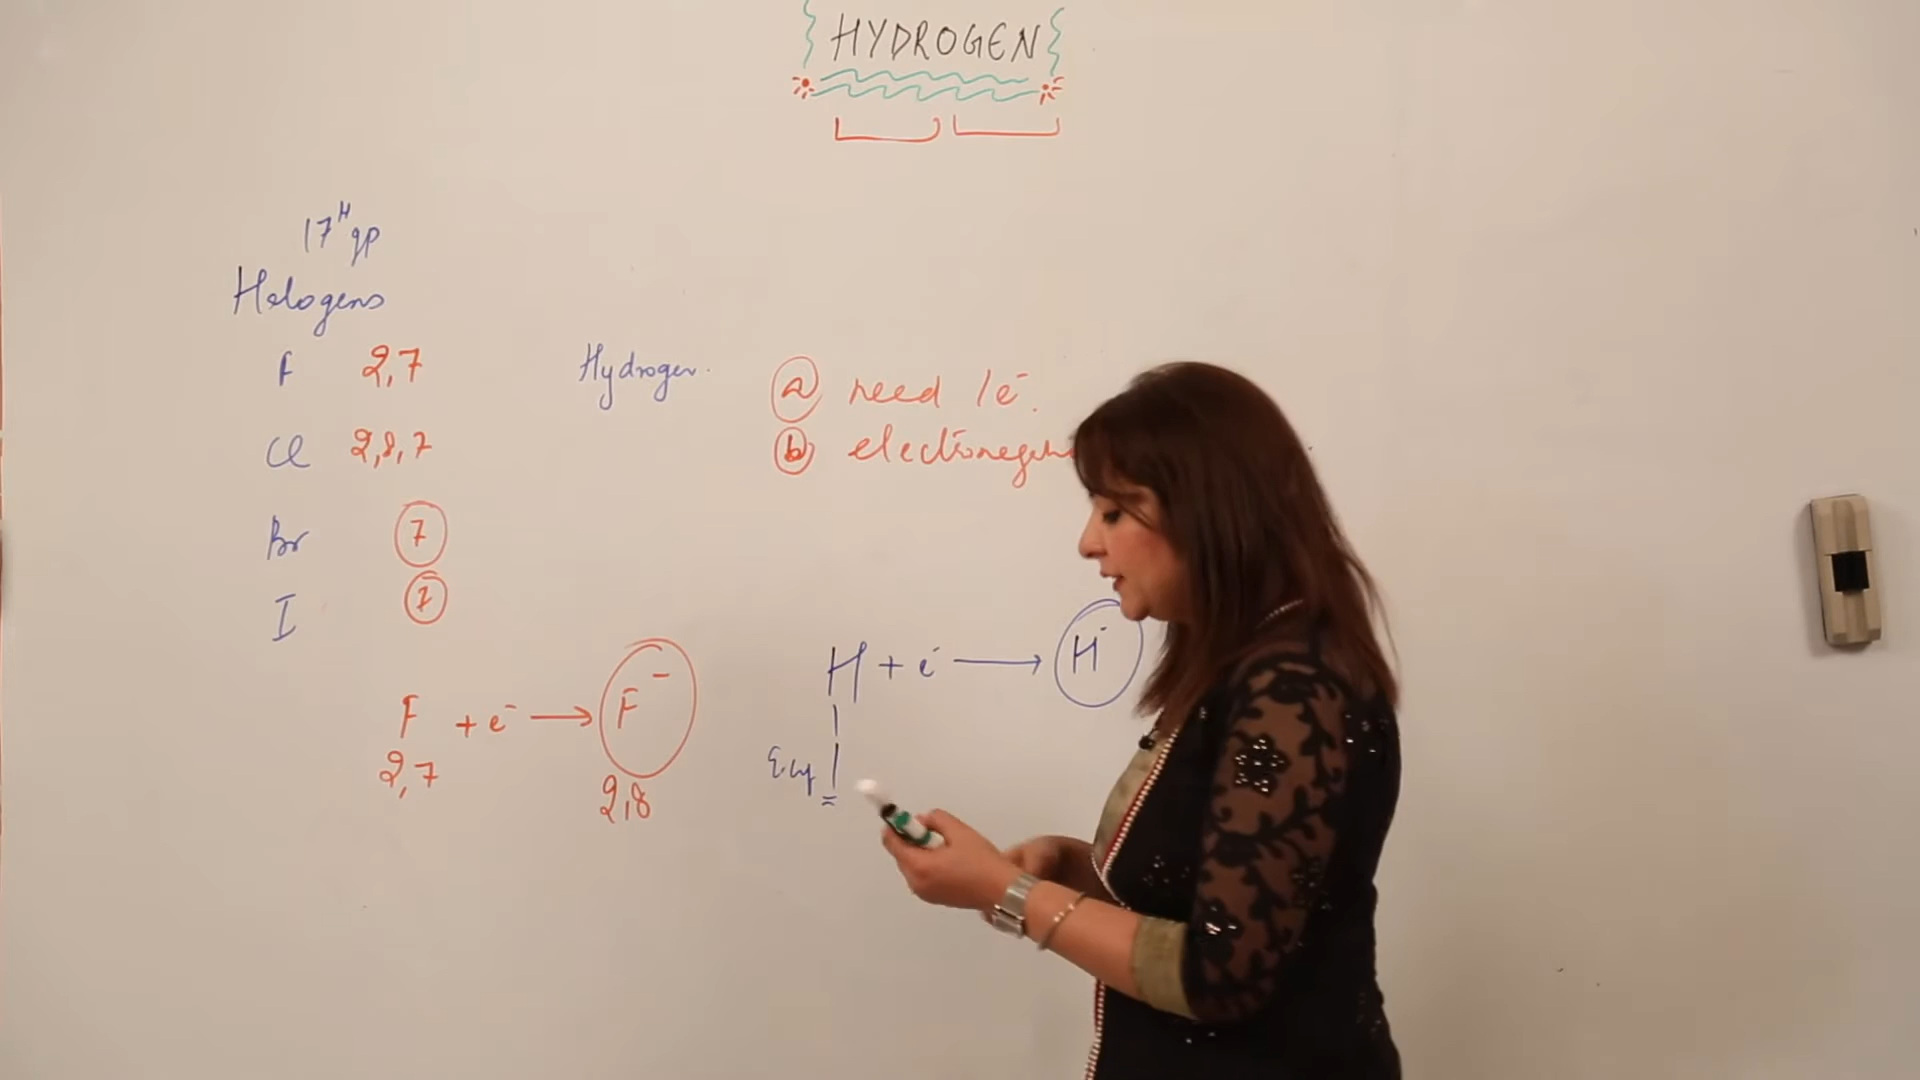 HYDROGEN
17th gp
Halogens
F 2,7
Cl 2,8,7
Br 7
I 7
Hydrogen.
a need 1e⁻.
b
F + e⁻ → F⁻
2,7 2,8
H + e⁻ → H⁻
1